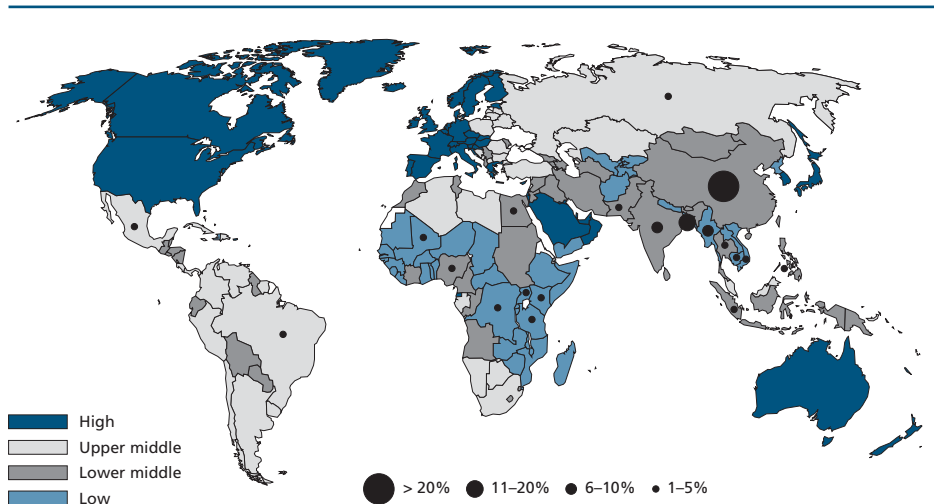 High
Upper middle
Lower middle
Low
> 20% 11–20% 6–10% 1–5%